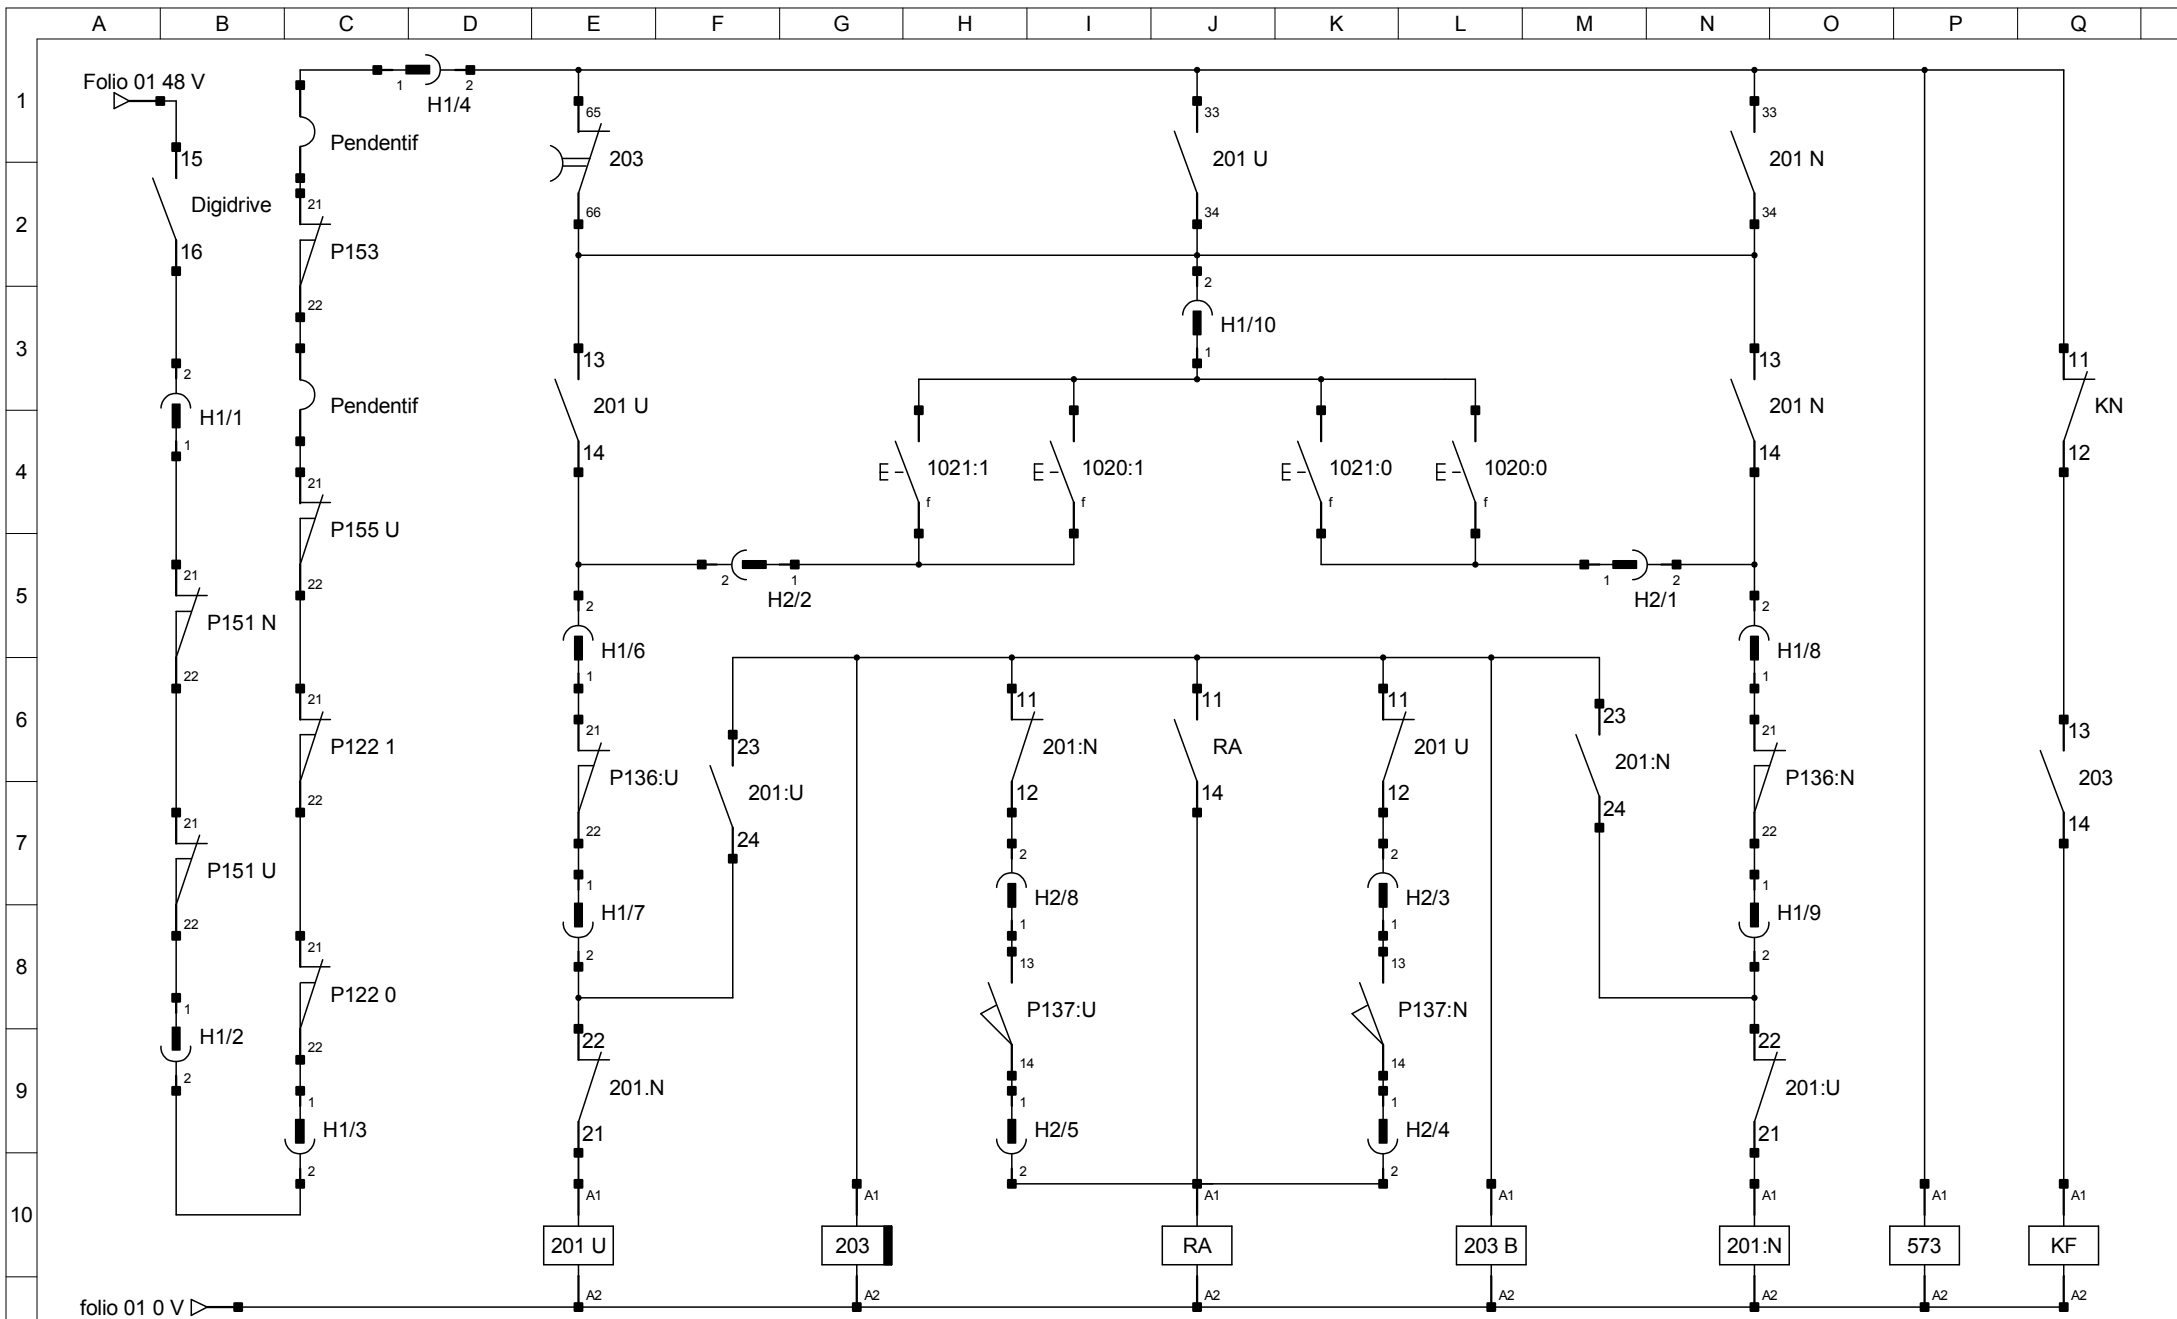 A B C D E F G H I J K L M N O P Q
Folio 01 48 V
1 2
H1/4
1
65 33 33
15
Pendentif
203
201 U
201 N
21
Digidrive
66 34 34
2
16
P153
2
22
H1/10
3
1
13 13 11
2
201 U
201 N
KN
H1/1
Pendentif
1
14 14 12
4
21
1021:1 1020:1 1021:0 1020:0
f f f f
P155 U
21 22
2 1 1 2
5
H2/2 H2/1
2 2
P151 N
H1/6 H1/8
22 1 1
21 11 11 11 23 13
6
21 21
P122 1
23
201:N RA 201 U 201:N
P136:U P136:N 203
201:U
22 12 14 12 24
21 22 24 22 14
7
2 2
P151 U
1 1
H2/8 H2/3
H1/7 H1/9
22 1 1
21 2 2
8
13 13
P122 0
1
P137:U P137:N
H1/2
22 22 22
14 14
2
9
201.N 201:U
1 1 1
H1/3 H2/5 H2/4
21 21
2 2 2
A1 A1 A1 A1 A1 A1 A1
10
201 U 203 RA 203 B 201:N 573 KF
A2 A2 A2 A2 A2 A2 A2
folio 01 0 V